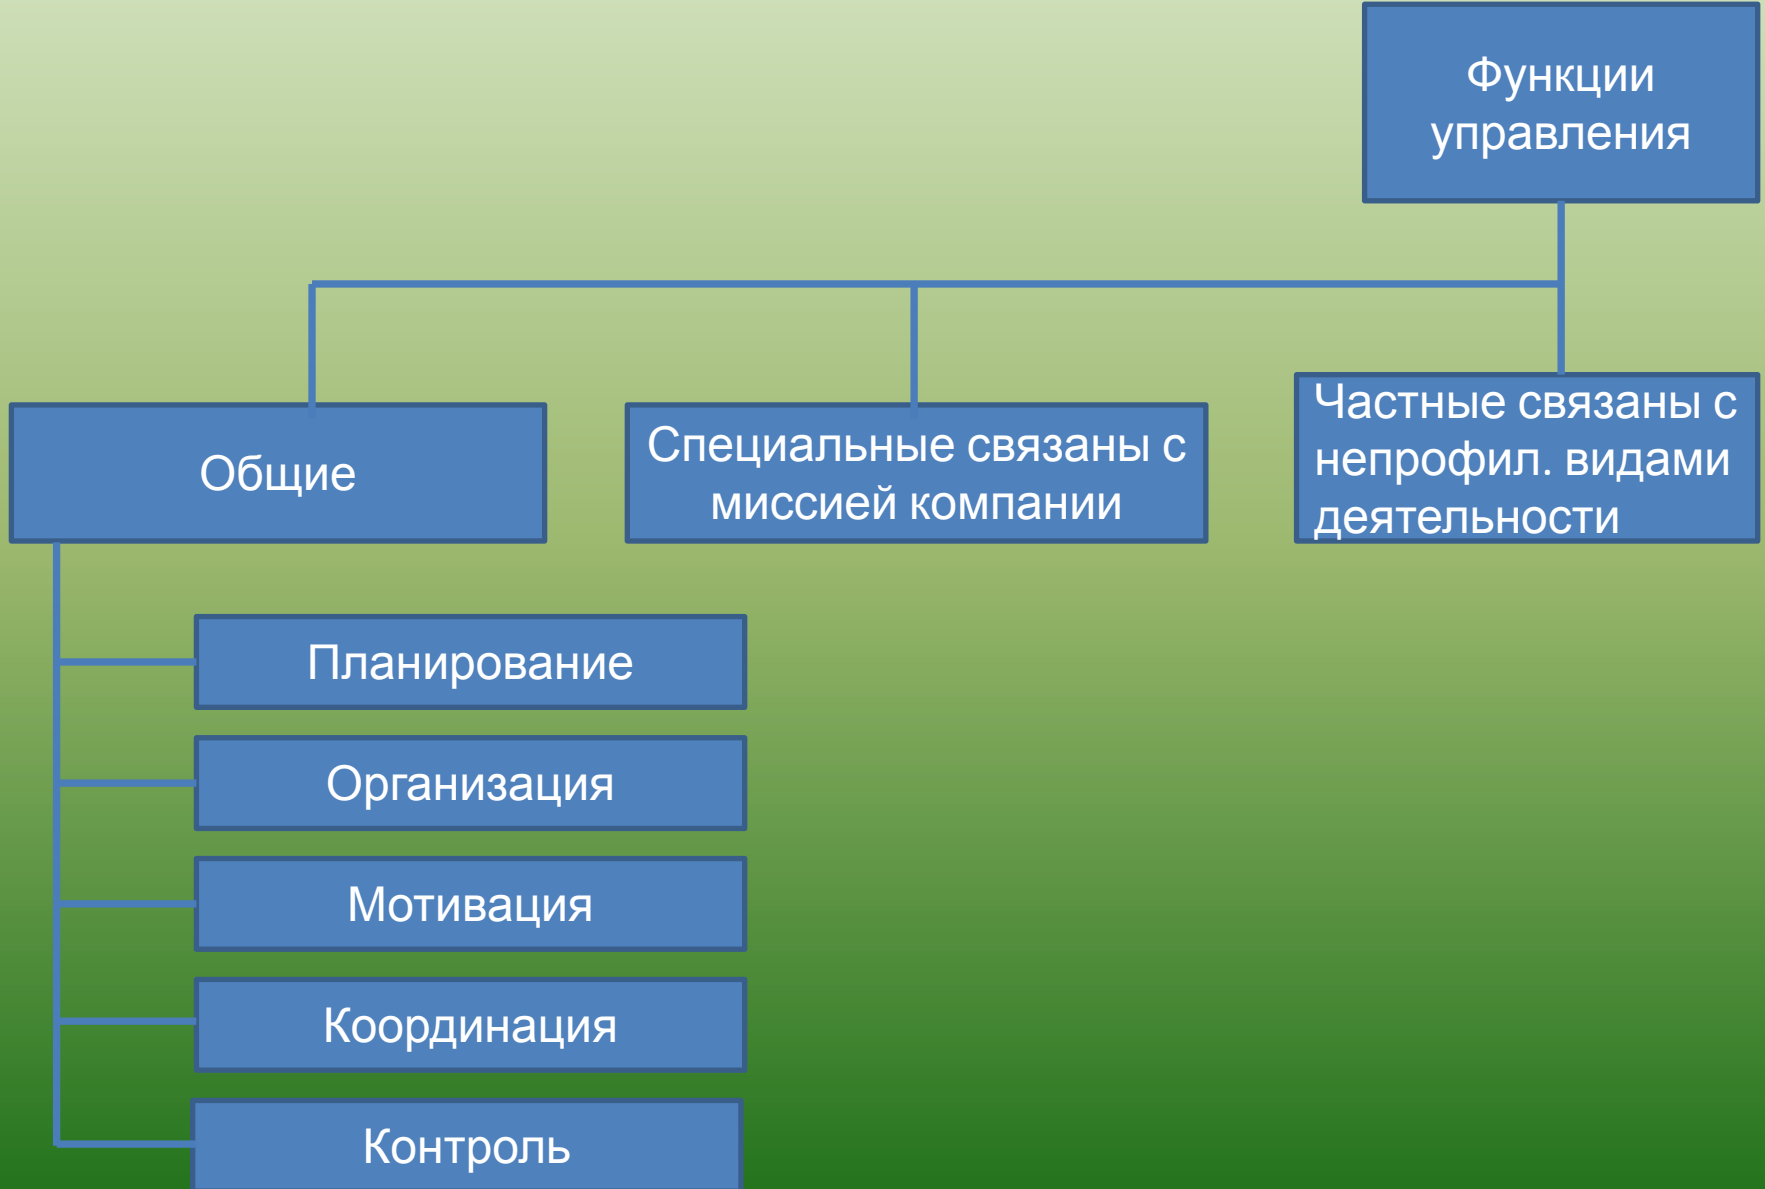 Функции
управления
Общие
Специальные связаны с
миссией компании
Частные связаны с
непрофил. видами
деятельности
Планирование
Организация
Мотивация
Координация
Контроль